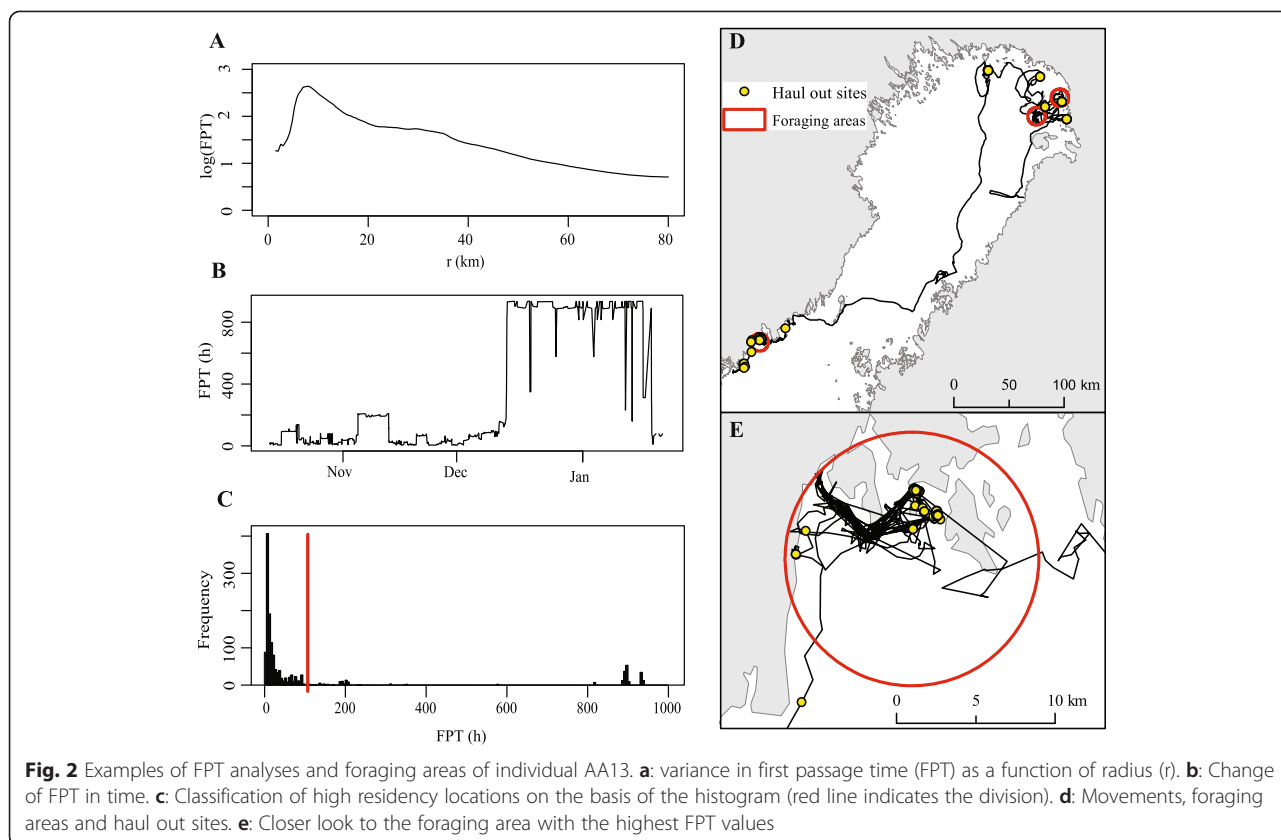 A
log(FPT)
3
2
1
0
0 20 40 60 80
r (km)
B
FPT (h)
800
400
0
Nov Dec Jan
C
Frequency
300
100
0
0 200 400 600 800 1000
FPT (h)
D
Haul out sites
Foraging areas
0 50 100 km
E
0 5 10 km
Fig. 2 Examples of FPT analyses and foraging areas of individual AA13. a: variance in first passage time (FPT) as a function of radius (r). b: Change
of FPT in time. c: Classification of high residency locations on the basis of the histogram (red line indicates the division). d: Movements, foraging
areas and haul out sites. e: Closer look to the foraging area with the highest FPT values